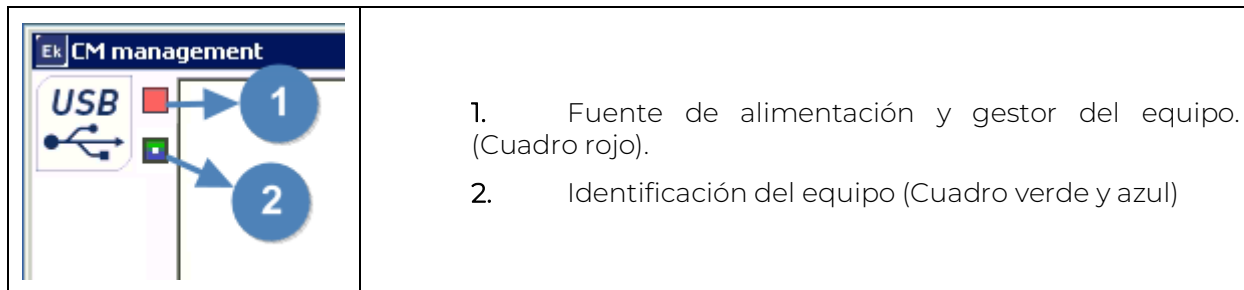 Ek CM management
USB
1
2
1. Fuente de alimentación y gestor del equipo.
(Cuadro rojo).
2. Identificación del equipo (Cuadro verde y azul)